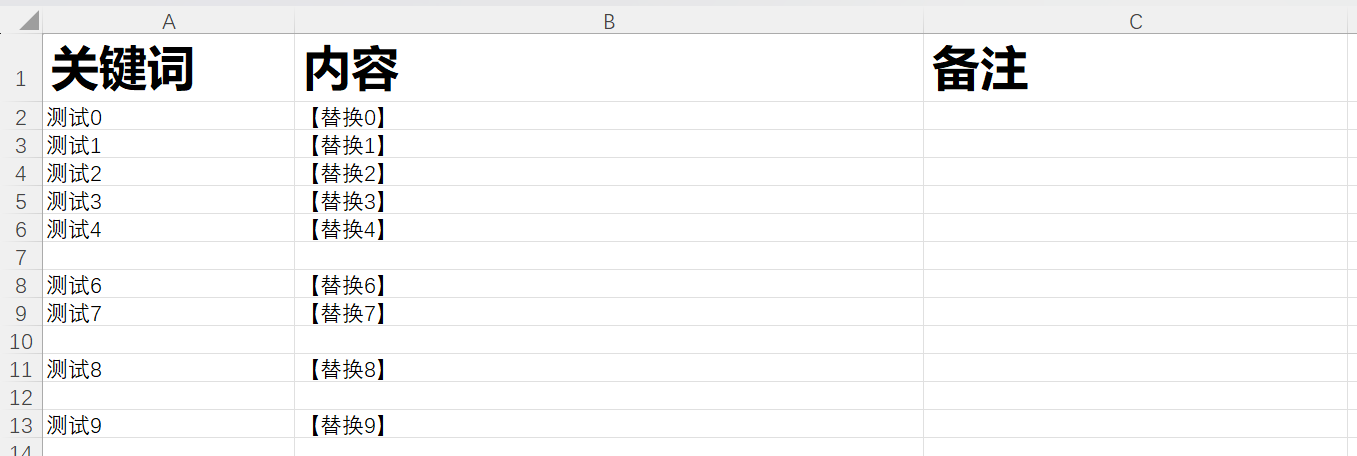 A B C
1 关键词 内容 备注
2 测试0 【替换0】
3 测试1 【替换1】
4 测试2 【替换2】
5 测试3 【替换3】
6 测试4 【替换4】
7
8 测试6 【替换6】
9 测试7 【替换7】
10
11 测试8 【替换8】
12
13 测试9 【替换9】
14